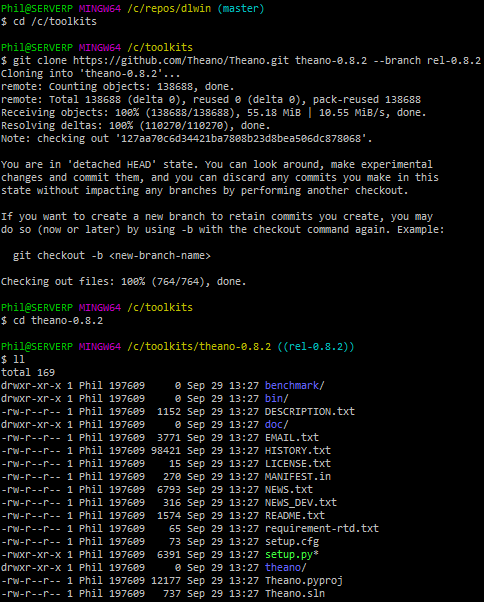 Phil@SERVERP MINGW64 /c/repos/dlwin (master)
$ cd /c/toolkits
Phil@SERVERP MINGW64 /c/toolkits
$ git clone https://github.com/Theano/Theano.git theano-0.8.2 --branch rel-0.8.2
Cloning into 'theano-0.8.2'...
remote: Counting objects: 138688, done.
remote: Total 138688 (delta 0), reused 0 (delta 0), pack-reused 138688
Receiving objects: 100% (138688/138688), 55.18 MiB | 10.55 MiB/s, done.
Resolving deltas: 100% (110270/110270), done.
Note: checking out '127aa70c6d34421ba7808b23d8bea506dc878068'.
You are in 'detached HEAD' state. You can look around, make experimental
changes and commit them, and you can discard any commits you make in this
state without impacting any branches by performing another checkout.
If you want to create a new branch to retain commits you create, you may
do so (now or later) by using -b with the checkout command again. Example:
git checkout -b <new-branch-name>
Checking out files: 100% (764/764), done.
Phil@SERVERP MINGW64 /c/toolkits
$ cd theano-0.8.2
Phil@SERVERP MINGW64 /c/toolkits/theano-0.8.2 ((rel-0.8.2))
$ ll
total 169
drwxr-xr-x 1 Phil 197609     0 Sep 29 13:27 benchmark/
drwxr-xr-x 1 Phil 197609     0 Sep 29 13:27 bin/
-rw-r--r-- 1 Phil 197609  1152 Sep 29 13:27 DESCRIPTION.txt
drwxr-xr-x 1 Phil 197609     0 Sep 29 13:27 doc/
-rw-r--r-- 1 Phil 197609  3771 Sep 29 13:27 EMAIL.txt
-rw-r--r-- 1 Phil 197609 98421 Sep 29 13:27 HISTORY.txt
-rw-r--r-- 1 Phil 197609    15 Sep 29 13:27 LICENSE.txt
-rw-r--r-- 1 Phil 197609   270 Sep 29 13:27 MANIFEST.in
-rw-r--r-- 1 Phil 197609  6793 Sep 29 13:27 NEWS.txt
-rw-r--r-- 1 Phil 197609   316 Sep 29 13:27 NEWS_DEV.txt
-rw-r--r-- 1 Phil 197609  1574 Sep 29 13:27 README.txt
-rw-r--r-- 1 Phil 197609    65 Sep 29 13:27 requirement-rtd.txt
-rw-r--r-- 1 Phil 197609    73 Sep 29 13:27 setup.cfg
-rwxr-xr-x 1 Phil 197609  6391 Sep 29 13:27 setup.py*
drwxr-xr-x 1 Phil 197609     0 Sep 29 13:27 theano/
-rw-r--r-- 1 Phil 197609 12177 Sep 29 13:27 Theano.pyproj
-rw-r--r-- 1 Phil 197609   737 Sep 29 13:27 Theano.sln